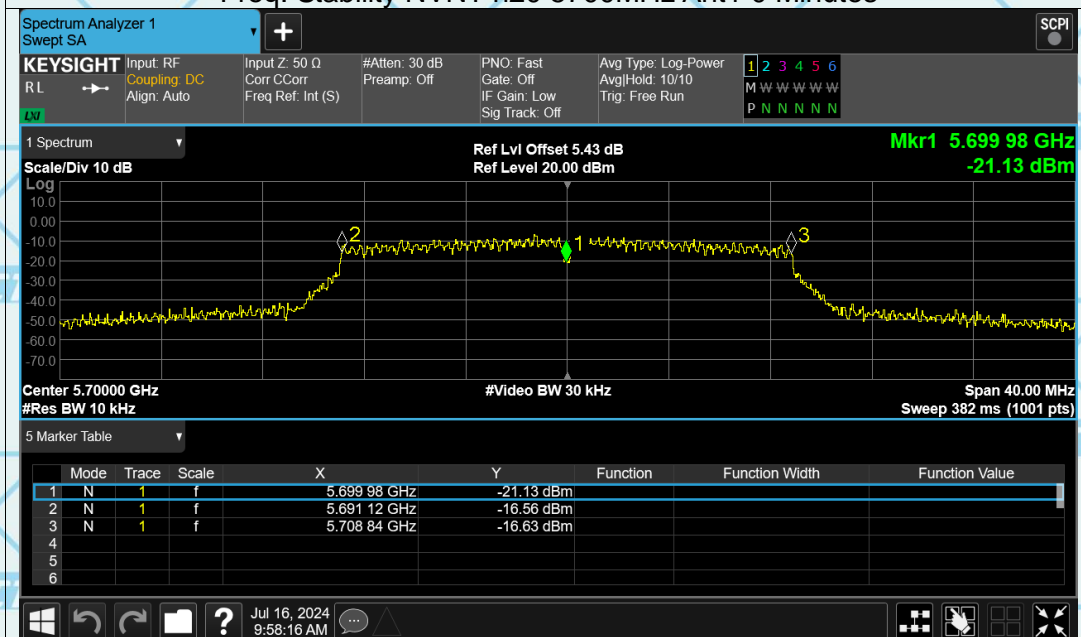 Spectrum Analyzer 1
Swept SA
+
SCPI
KEYSIGHT
RL
LXI
Input: RF
Coupling: DC
Align: Auto
Input Z: 50 Ω
Corr CCorr
Freq Ref: Int (S)
#Atten: 30 dB
Preamp: Off
PNO: Fast
Gate: Off
IF Gain: Low
Sig Track: Off
Avg Type: Log-Power
Avg|Hold: 10/10
Trig: Free Run
1 2 3 4 5 6
M W W W W W
P N N N N N
1 Spectrum
Scale/Div 10 dB
Ref Lvl Offset 5.43 dB
Ref Level 20.00 dBm
Mkr1 5.699 98 GHz
-21.13 dBm
Log
10.0
0.00
-10.0
-20.0
-30.0
-40.0
-50.0
-60.0
-70.0
2
1
3
Center 5.70000 GHz
#Res BW 10 kHz
#Video BW 30 kHz
Span 40.00 MHz
Sweep 382 ms (1001 pts)
5 Marker Table
Mode Trace Scale X Y Function Function Width Function Value
1 N 1 f 5.699 98 GHz -21.13 dBm
2 N 1 f 5.691 12 GHz -16.56 dBm
3 N 1 f 5.708 84 GHz -16.63 dBm
4
5
6
?
Jul 16, 2024
9:58:16 AM